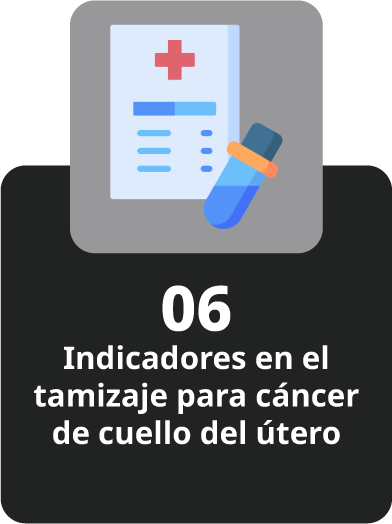 06
Indicadores en el
tamizaje para cáncer
de cuello del útero